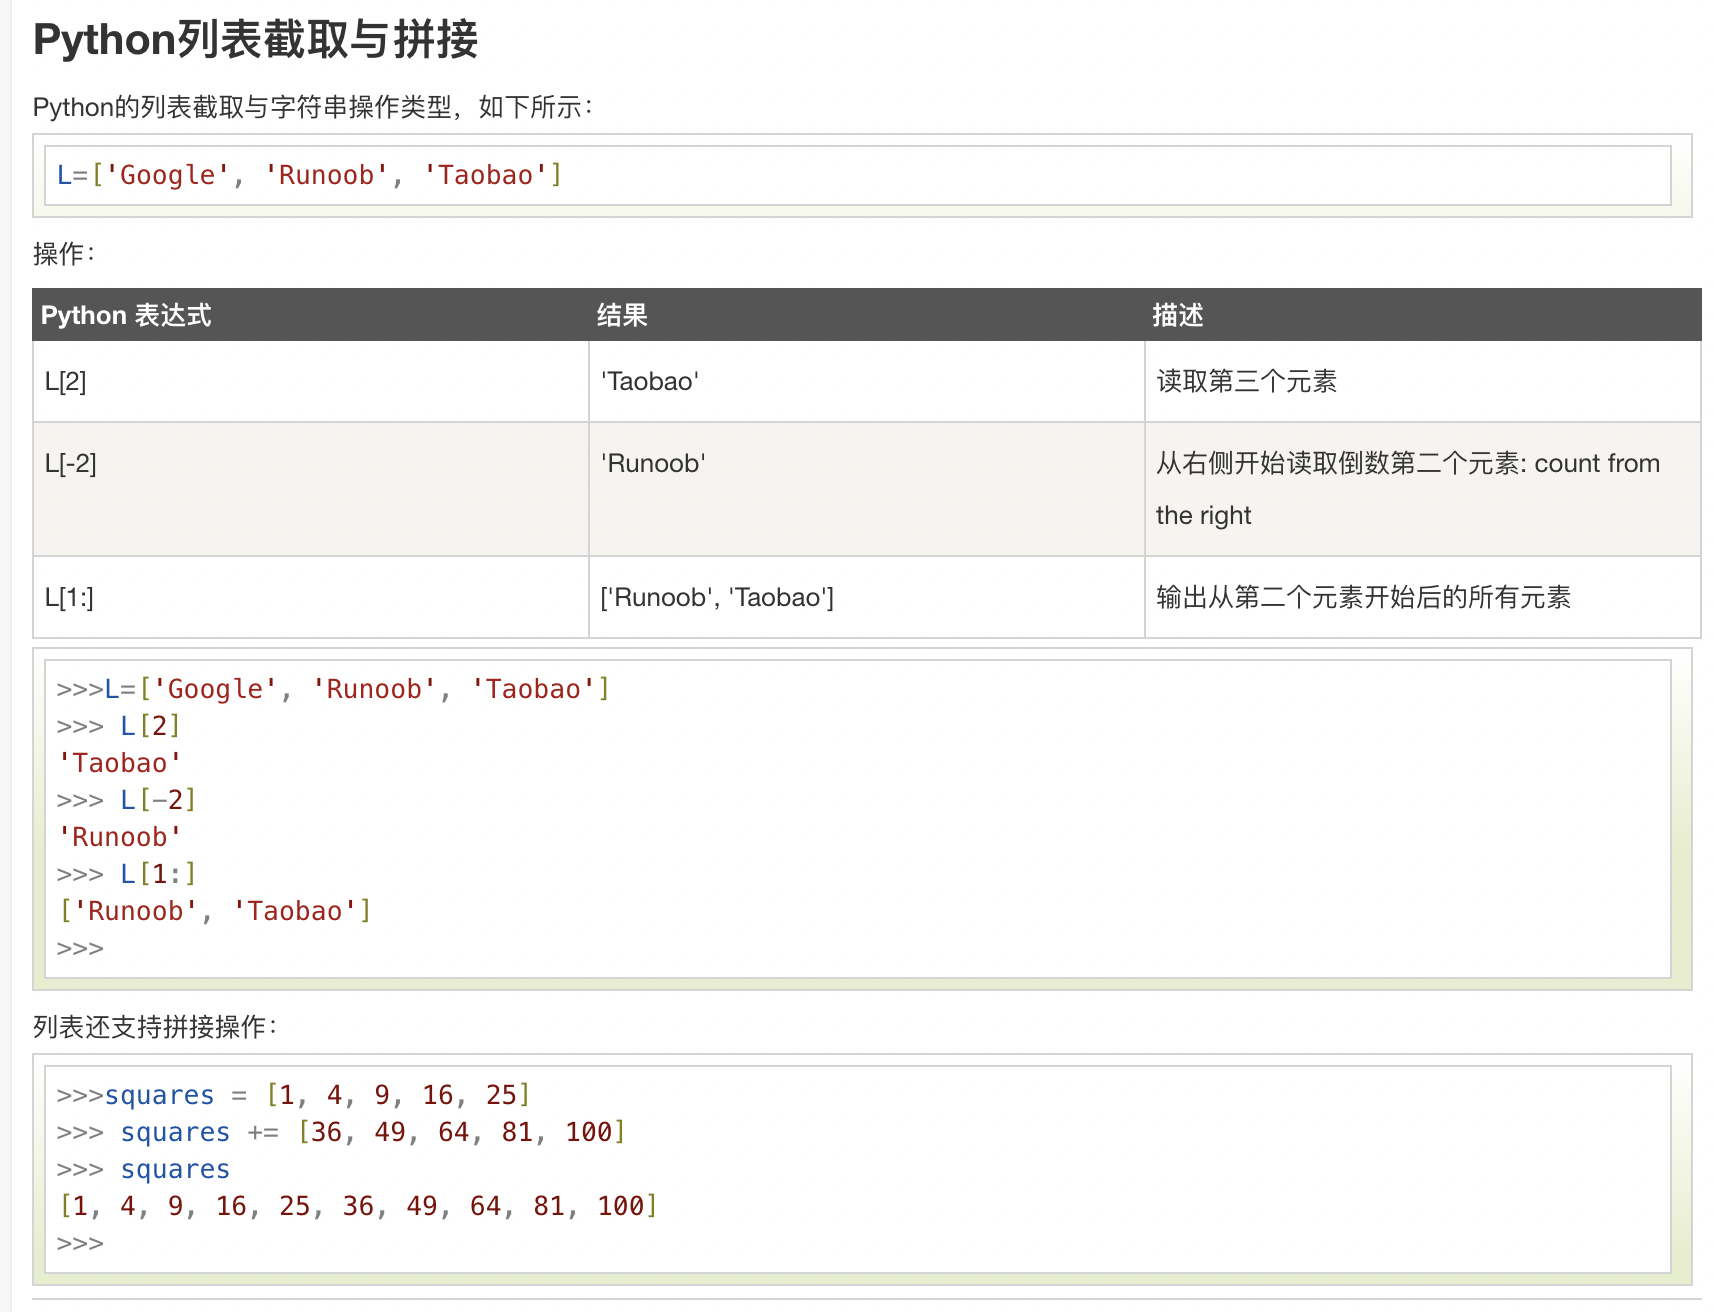 Python列表截取与拼接
Python的列表截取与字符串操作类型，如下所示：
L=['Google', 'Runoob', 'Taobao']
操作：
Python 表达式 结果 描述
L[2] 'Taobao' 读取第三个元素
L[-2] 'Runoob' 从右侧开始读取倒数第二个元素: count from
the right
L[1:] ['Runoob', 'Taobao'] 输出从第二个元素开始后的所有元素
>>>L=['Google', 'Runoob', 'Taobao']
>>> L[2]
'Taobao'
>>> L[-2]
'Runoob'
>>> L[1:]
['Runoob', 'Taobao']
>>>
列表还支持拼接操作：
>>>squares = [1, 4, 9, 16, 25]
>>> squares += [36, 49, 64, 81, 100]
>>> squares
[1, 4, 9, 16, 25, 36, 49, 64, 81, 100]
>>>